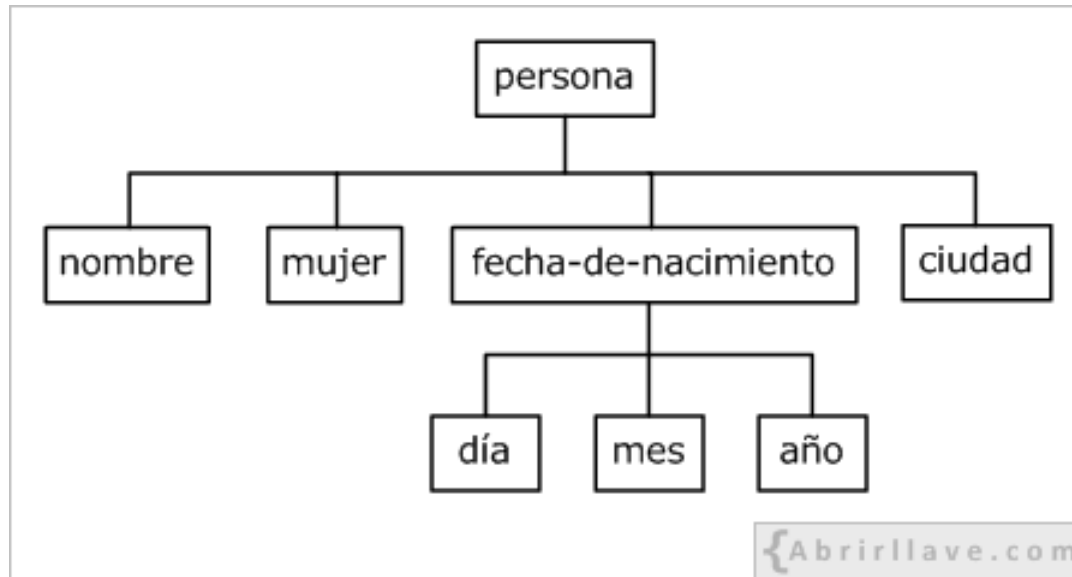 persona
nombre mujer fecha-de-nacimiento ciudad
día mes año
{Abrirllave.com